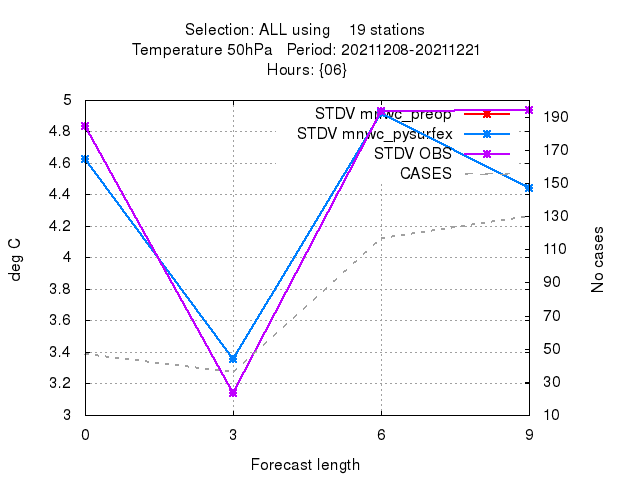 Selection: ALL using 19 stations
Temperature 50hPa Period: 20211208-20211221
Hours: {06}
STDV mnwc_preop
STDV mnwc_pysurfex
STDV OBS
CASES
5
4.8
4.6
4.4
4.2
4
3.8
3.6
3.4
3.2
3
190
170
150
130
110
90
70
50
30
10
deg C
No cases
0 3 6 9
Forecast length